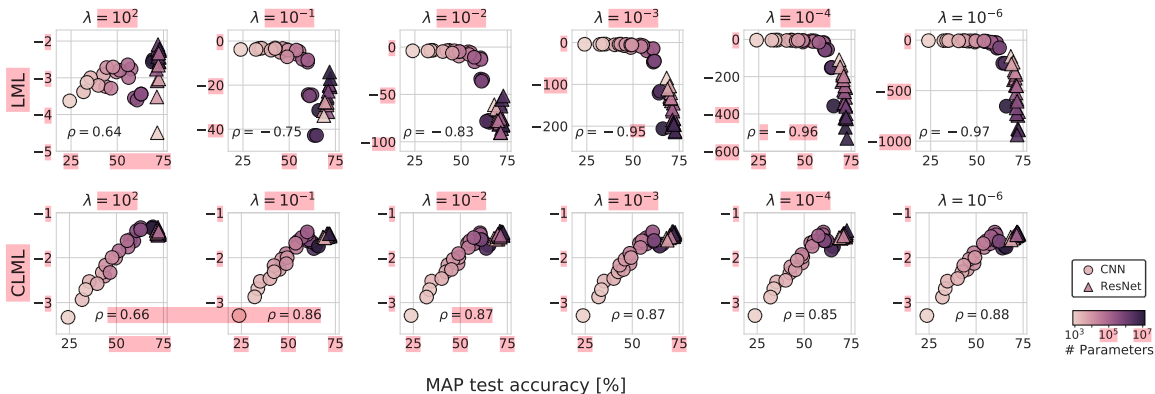 λ = 10² λ = 10⁻¹ λ = 10⁻² λ = 10⁻³ λ = 10⁻⁴ λ = 10⁻⁶
LML
−2 −3 −4 −5
ρ = 0.64
25 50 75
0 −20 −40
ρ = −0.75
25 50 75
0 −50 −100
ρ = −0.83
25 50 75
0 −100 −200
ρ = −0.95
25 50 75
0 −200 −400 −600
ρ = −0.96
25 50 75
0 −500 −1000
ρ = −0.97
25 50 75
λ = 10² λ = 10⁻¹ λ = 10⁻² λ = 10⁻³ λ = 10⁻⁴ λ = 10⁻⁶
CLML
−1 −2 −3
ρ = 0.66
25 50 75
−1 −2 −3
ρ = 0.86
25 50 75
−1 −2 −3
ρ = 0.87
25 50 75
−1 −2 −3
ρ = 0.87
25 50 75
−1 −2 −3
ρ = 0.85
25 50 75
−1 −2 −3
ρ = 0.88
25 50 75
CNN
ResNet
10³ 10⁵ 10⁷
# Parameters
MAP test accuracy [%]